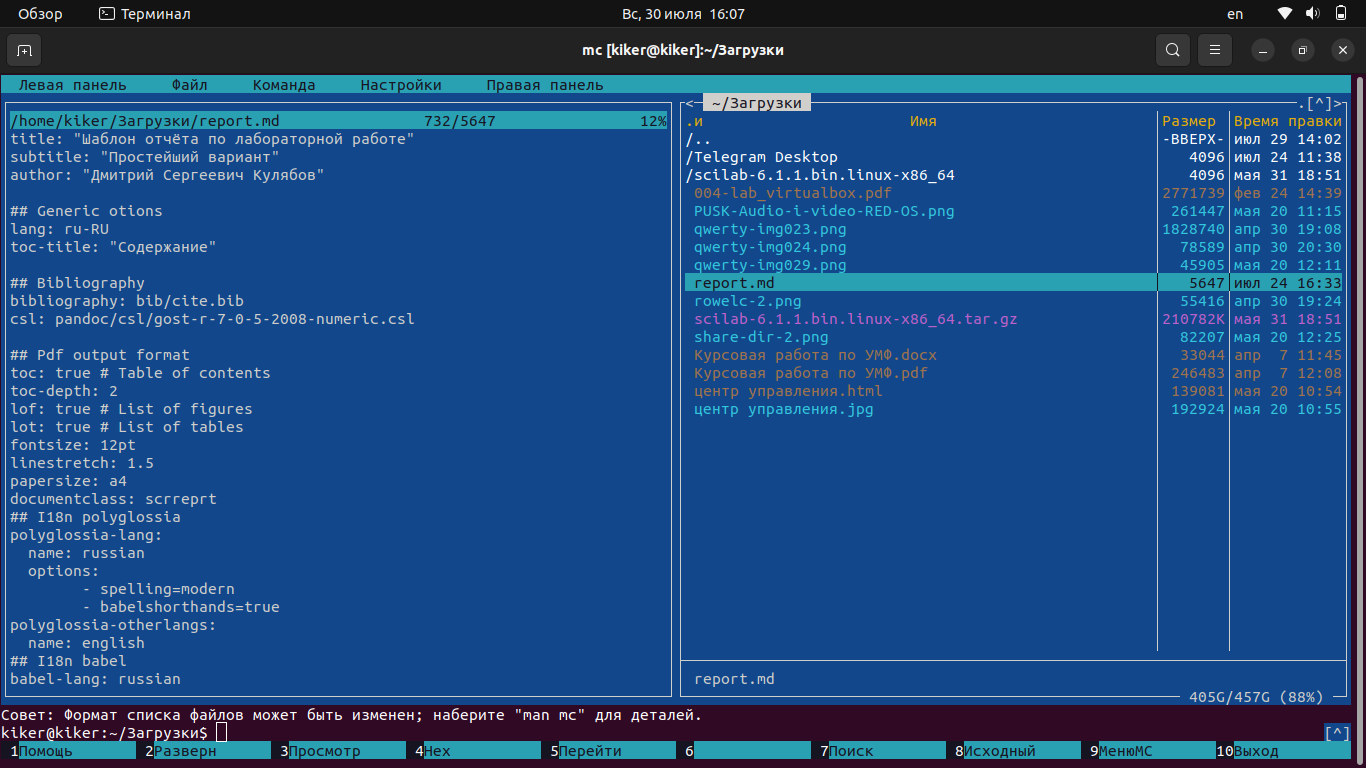 Обзор Терминал Вс, 30 июля 16:07 en
mc [kiker@kiker]:~/Загрузки
Левая панель Файл Команда Настройки Правая панель
/home/kiker/Загрузки/report.md 732/5647 12%
title: "Шаблон отчёта по лабораторной работе"
subtitle: "Простейший вариант"
author: "Дмитрий Сергеевич Кулябов"
## Generic otions
lang: ru-RU
toc-title: "Содержание"
## Bibliography
bibliography: bib/cite.bib
csl: pandoc/csl/gost-r-7-0-5-2008-numeric.csl
## Pdf output format
toc: true # Table of contents
toc-depth: 2
lof: true # List of figures
lot: true # List of tables
fontsize: 12pt
linestretch: 1.5
papersize: a4
documentclass: scrreprt
## I18n polyglossia
polyglossia-lang:
name: russian
options:
- spelling=modern
- babelshorthands=true
polyglossia-otherlangs:
name: english
## I18n babel
babel-lang: russian
<- ~/Загрузки .[^]>
.и Имя Размер Время правки
/.. -ВВЕРХ- июл 29 14:02
/Telegram Desktop 4096 июл 24 11:38
/scilab-6.1.1.bin.linux-x86_64 4096 мая 31 18:51
004-lab_virtualbox.pdf 2771739 фев 24 14:39
PUSK-Audio-i-video-RED-OS.png 261447 мая 20 11:15
qwerty-img023.png 1828740 апр 30 19:08
qwerty-img024.png 78589 апр 30 20:30
qwerty-img029.png 45905 мая 20 12:11
report.md 5647 июл 24 16:33
rowelc-2.png 55416 апр 30 19:24
scilab-6.1.1.bin.linux-x86_64.tar.gz 210782K мая 31 18:51
share-dir-2.png 82207 мая 20 12:25
Курсовая работа по УМФ.docx 33044 апр 7 11:45
Курсовая работа по УМФ.pdf 246483 апр 7 12:08
центр управления.html 139081 мая 20 10:54
центр управления.jpg 192924 мая 20 10:55
report.md
405G/457G (88%)
Совет: Формат списка файлов может быть изменен; наберите "man mc" для деталей.
kiker@kiker:~/Загрузки$ [^]
1Помощь 2Разверн 3Просмотр 4Hex 5Перейти 6 7Поиск 8Исходный 9МенюMC 10Выход